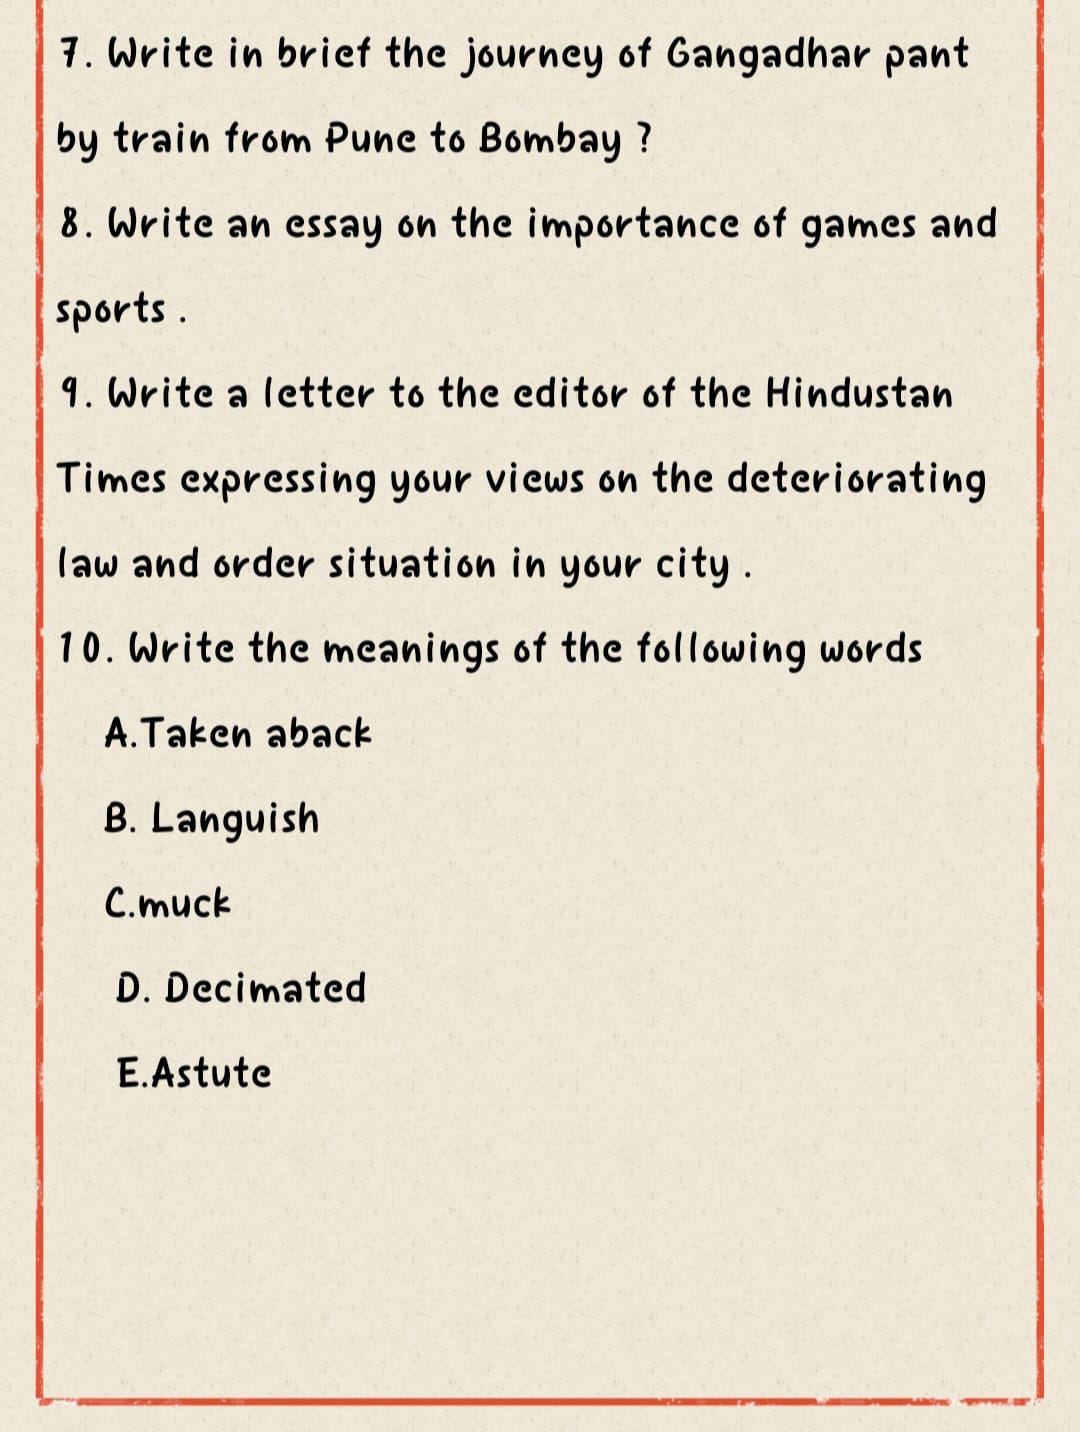 7. Write in brief the journey of Gangadhar pant
by train from Pune to Bombay ?
8. Write an essay on the importance of games and
sports .
9. Write a letter to the editor of the Hindustan
Times expressing your views on the deteriorating
law and order situation in your city .
10. Write the meanings of the following words
A.Taken aback
B. Languish
C.muck
D. Decimated
E.Astute